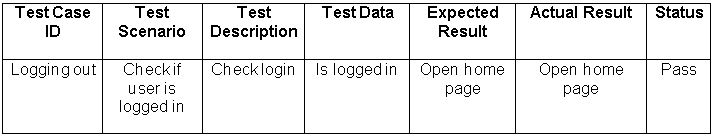 Test Case ID | Test Scenario | Test Description | Test Data | Expected Result | Actual Result | Status
Logging out | Check if user is logged in | Check login | Is logged in | Open home page | Open home page | Pass